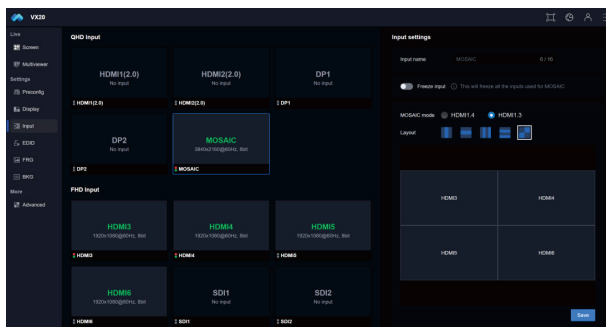 VX20
Live
Screen
Multiviewer
Settings
Preconfig
Display
Input
EDID
FRG
BKG
More
Advanced
QHD Input
HDMI1(2.0)
No input
HDMI1(2.0)
HDMI2(2.0)
No input
HDMI2(2.0)
DP1
No input
DP1
DP2
No input
DP2
MOSAIC
3840x2160@60Hz, 8bit
MOSAIC
FHD Input
HDMI3
1920x1080@60Hz, 8bit
HDMI3
HDMI4
1920x1080@60Hz, 8bit
HDMI4
HDMI5
1920x1080@60Hz, 8bit
HDMI5
HDMI6
1920x1080@60Hz, 8bit
HDMI6
SDI1
No input
SDI1
SDI2
No input
SDI2
Input settings
Input name MOSAIC 6 / 16
Freeze input This will freeze all the inputs used for MOSAIC
MOSAIC mode HDMI1.4 HDMI1.3
Layout
HDMI3 HDMI4
HDMI5 HDMI6
Save